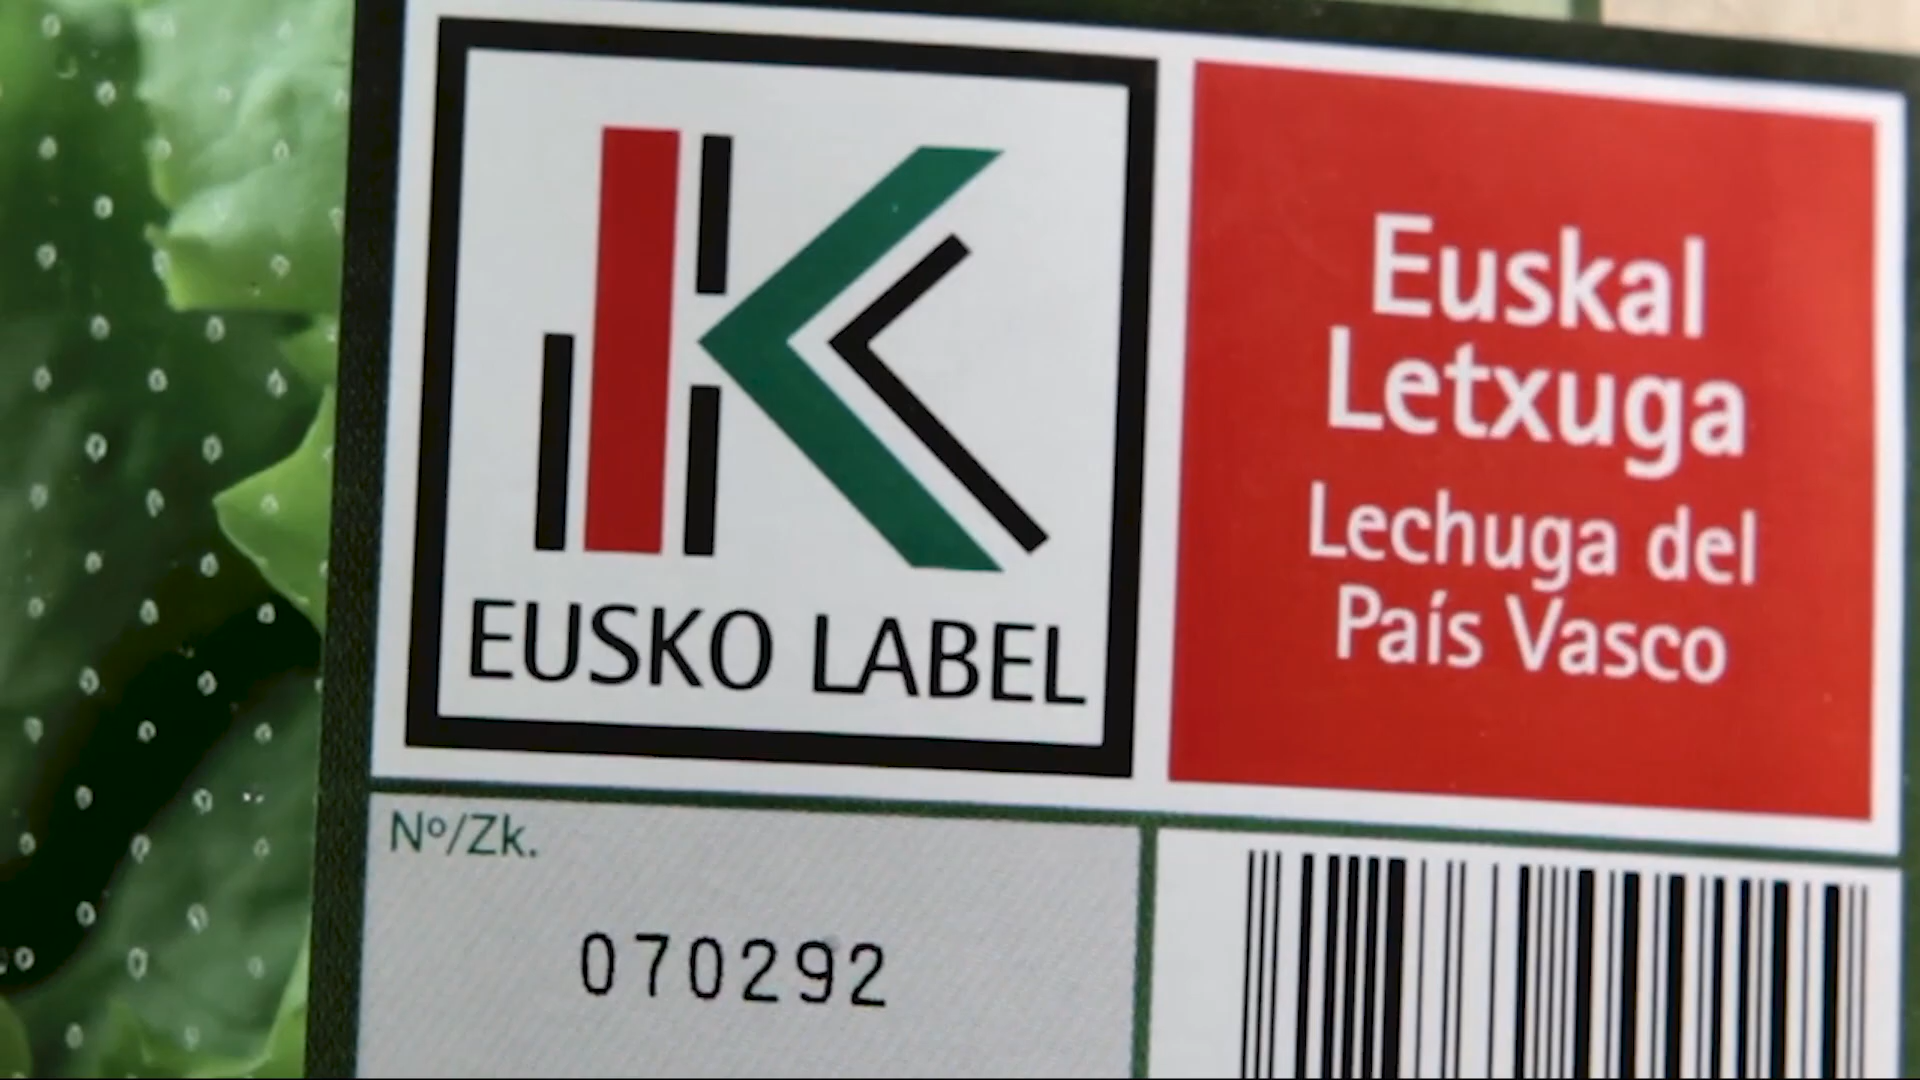 EUSKO LABEL
Euskal
Letxuga
Lechuga del
País Vasco
Nº/Zk.
070292